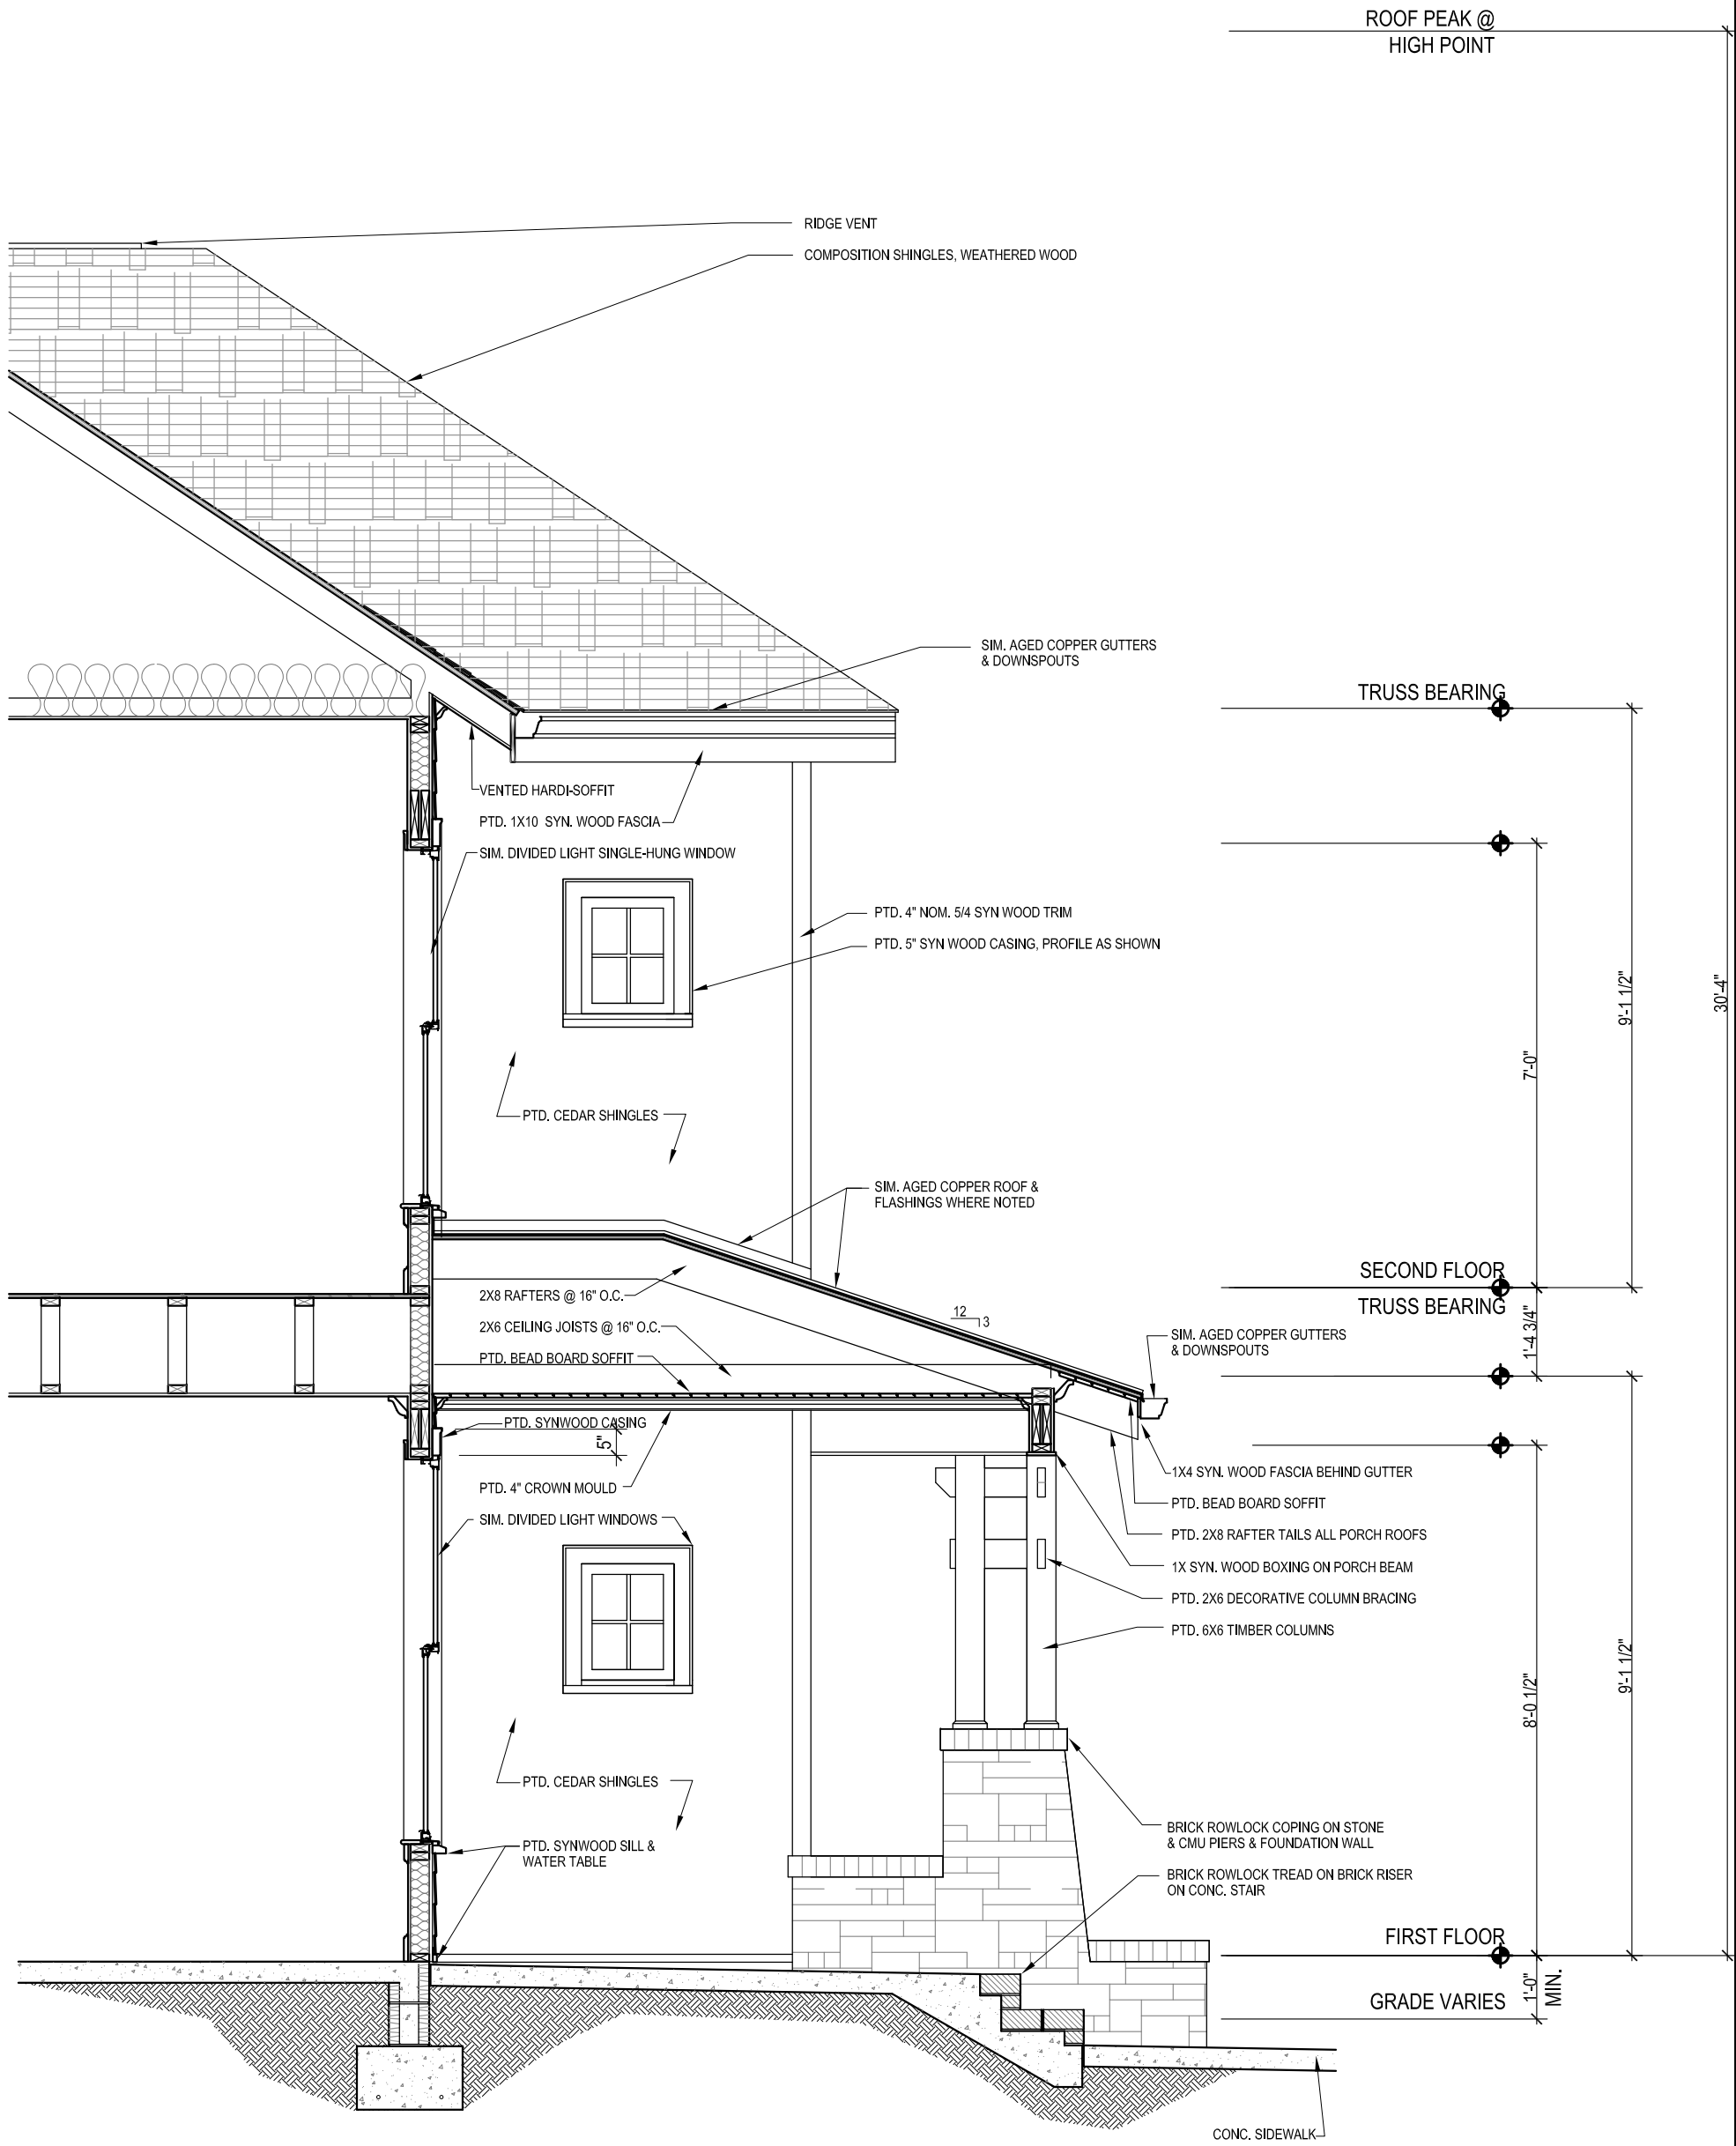 ROOF PEAK @
HIGH POINT
RIDGE VENT
COMPOSITION SHINGLES, WEATHERED WOOD
SIM. AGED COPPER GUTTERS
& DOWNSPOUTS
TRUSS BEARING
VENTED HARDI-SOFFIT
PTD. 1X10 SYN. WOOD FASCIA
SIM. DIVIDED LIGHT SINGLE-HUNG WINDOW
PTD. 4" NOM. 5/4 SYN WOOD TRIM
PTD. 5" SYN WOOD CASING, PROFILE AS SHOWN
9'-1 1/2"
30'-4"
7'-0"
PTD. CEDAR SHINGLES
SIM. AGED COPPER ROOF &
FLASHINGS WHERE NOTED
SECOND FLOOR
TRUSS BEARING
2X8 RAFTERS @ 16" O.C.
2X6 CEILING JOISTS @ 16" O.C.
PTD. BEAD BOARD SOFFIT
12
3
SIM. AGED COPPER GUTTERS
& DOWNSPOUTS
1'-4 3/4"
PTD. SYNWOOD CASING
5"
PTD. 4" CROWN MOULD
SIM. DIVIDED LIGHT WINDOWS
1X4 SYN. WOOD FASCIA BEHIND GUTTER
PTD. BEAD BOARD SOFFIT
PTD. 2X8 RAFTER TAILS ALL PORCH ROOFS
1X SYN. WOOD BOXING ON PORCH BEAM
PTD. 2X6 DECORATIVE COLUMN BRACING
PTD. 6X6 TIMBER COLUMNS
8'-0 1/2"
9'-1 1/2"
PTD. CEDAR SHINGLES
PTD. SYNWOOD SILL &
WATER TABLE
BRICK ROWLOCK COPING ON STONE
& CMU PIERS & FOUNDATION WALL
BRICK ROWLOCK TREAD ON BRICK RISER
ON CONC. STAIR
FIRST FLOOR
GRADE VARIES
1'-0"
MIN.
CONC. SIDEWALK